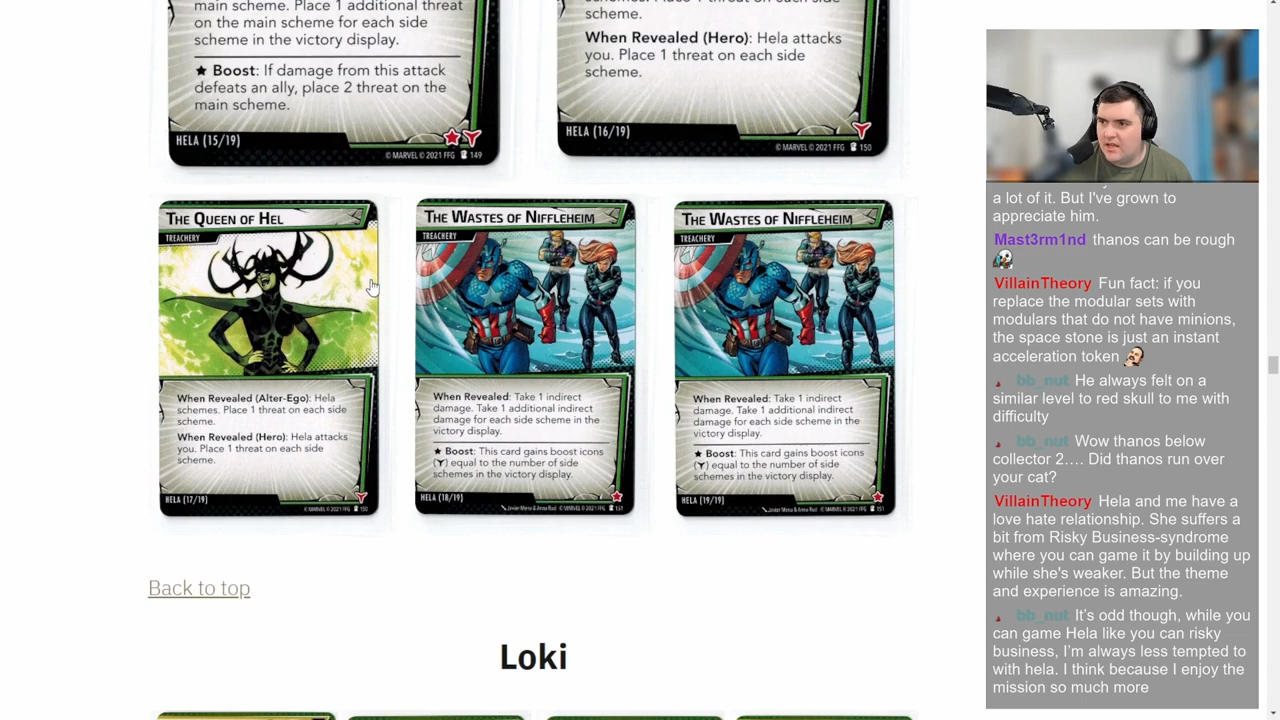 main scheme. Place 1 additional threat
on the main scheme for each side
scheme in the victory display.
★ Boost: If damage from this attack
defeats an ally, place 2 threat on the
main scheme.
HELA (15/19)
© MARVEL © 2021 FFG 149
scheme.
When Revealed (Hero): Hela attacks
you. Place 1 threat on each side
scheme.
HELA (16/19)
© MARVEL © 2021 FFG 150
THE QUEEN OF HEL
TREACHERY
When Revealed (Alter-Ego): Hela
schemes. Place 1 threat on each side
scheme.
When Revealed (Hero): Hela attacks
you. Place 1 threat on each side
scheme.
HELA (17/19)
© MARVEL © 2021 FFG 150
THE WASTES OF NIFFLEHEIM
TREACHERY
When Revealed: Take 1 indirect
damage. Take 1 additional indirect
damage for each side scheme in the
victory display.
★ Boost: This card gains boost icons
( ) equal to the number of side
schemes in the victory display.
HELA (18/19)
© MARVEL © 2021 FFG 151
THE WASTES OF NIFFLEHEIM
TREACHERY
When Revealed: Take 1 indirect
damage. Take 1 additional indirect
damage for each side scheme in the
victory display.
★ Boost: This card gains boost icons
( ) equal to the number of side
schemes in the victory display.
HELA (19/19)
© MARVEL © 2021 FFG 151
Back to top
Loki
a lot of it. But I've grown to
appreciate him.
Mast3rm1nd thanos can be rough
VillainTheory Fun fact: if you
replace the modular sets with
modulars that do not have minions,
the space stone is just an instant
acceleration token
bb_nut He always felt on a
similar level to red skull to me with
difficulty
bb_nut Wow thanos below
collector 2…. Did thanos run over
your cat?
VillainTheory Hela and me have a
love hate relationship. She suffers a
bit from Risky Business-syndrome
where you can game it by building up
while she's weaker. But the theme
and experience is amazing.
bb_nut It's odd though, while you
can game Hela like you can risky
business, I'm always less tempted to
with hela. I think because I enjoy the
mission so much more